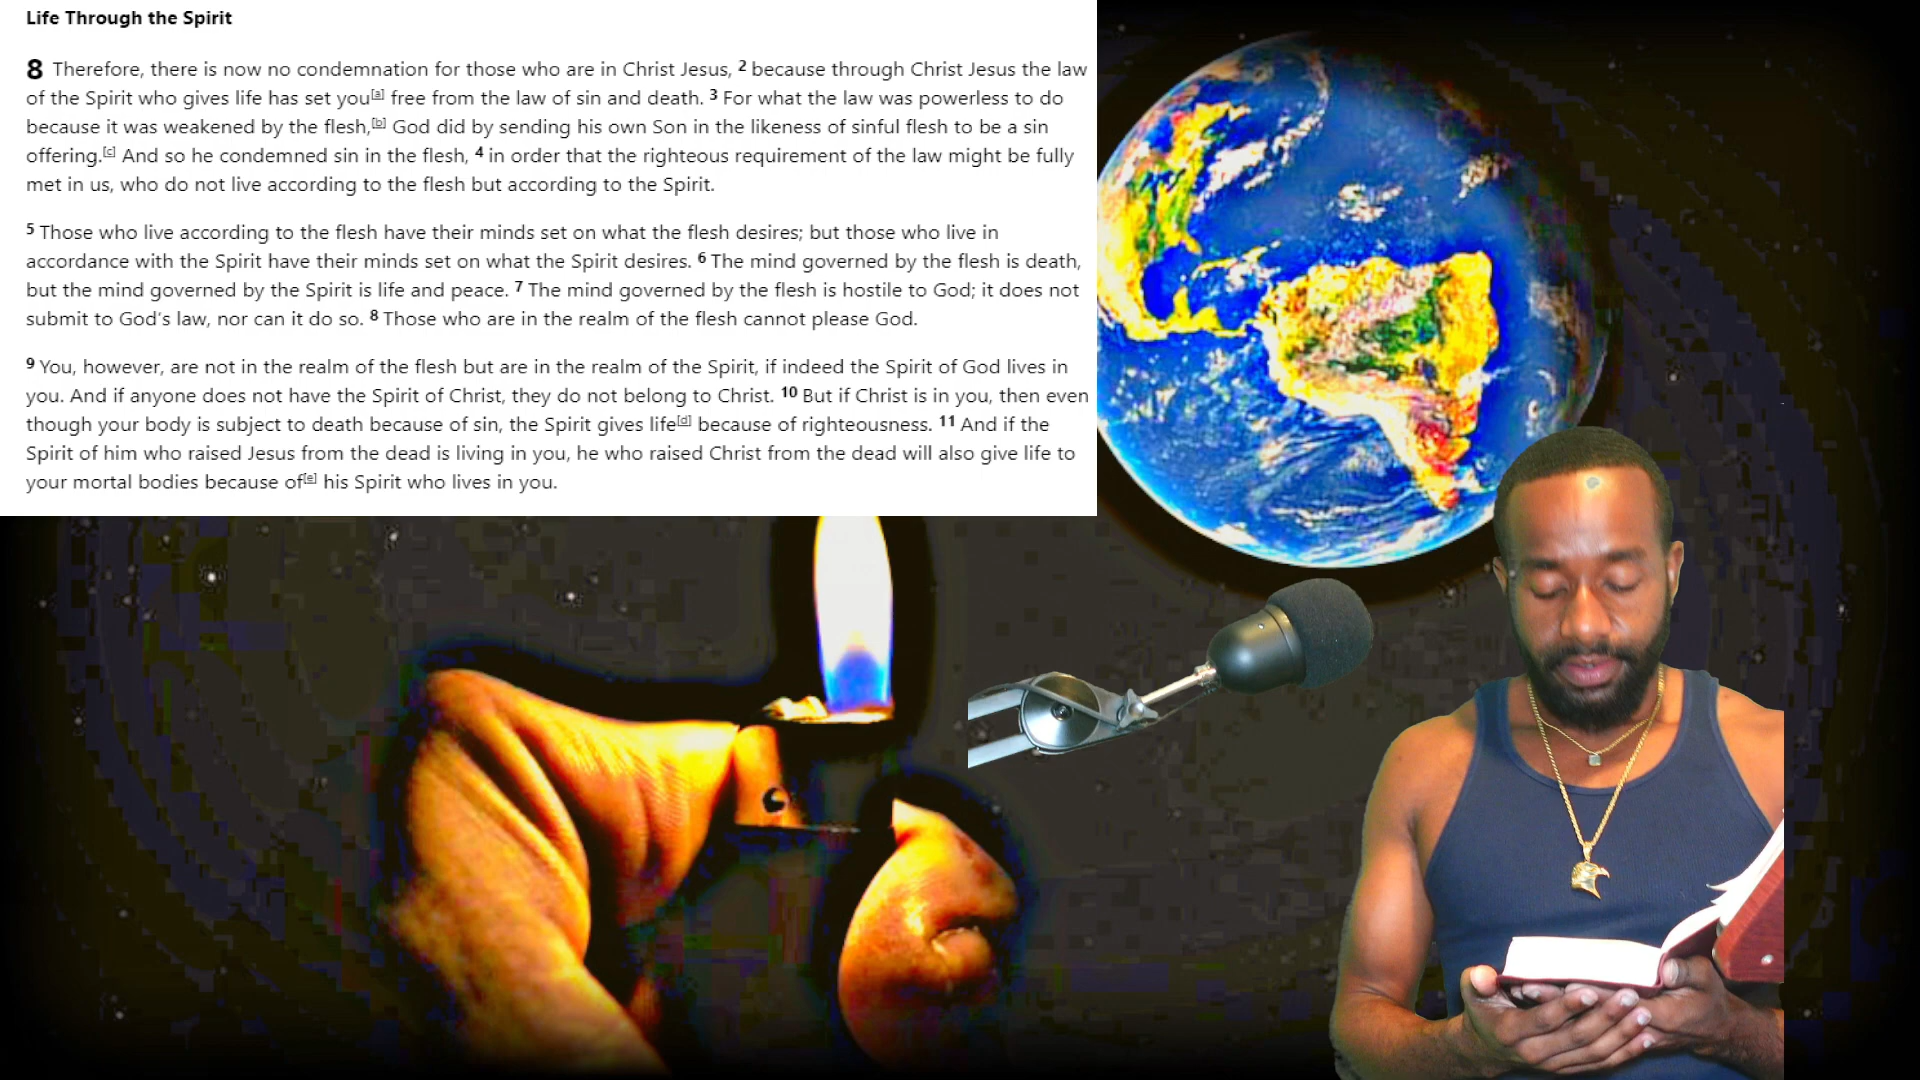 Life Through the Spirit
8 Therefore, there is now no condemnation for those who are in Christ Jesus, 2 because through Christ Jesus the law
of the Spirit who gives life has set you[a] free from the law of sin and death. 3 For what the law was powerless to do
because it was weakened by the flesh,[b] God did by sending his own Son in the likeness of sinful flesh to be a sin
offering.[c] And so he condemned sin in the flesh, 4 in order that the righteous requirement of the law might be fully
met in us, who do not live according to the flesh but according to the Spirit.
5 Those who live according to the flesh have their minds set on what the flesh desires; but those who live in
accordance with the Spirit have their minds set on what the Spirit desires. 6 The mind governed by the flesh is death,
but the mind governed by the Spirit is life and peace. 7 The mind governed by the flesh is hostile to God; it does not
submit to God's law, nor can it do so. 8 Those who are in the realm of the flesh cannot please God.
9 You, however, are not in the realm of the flesh but are in the realm of the Spirit, if indeed the Spirit of God lives in
you. And if anyone does not have the Spirit of Christ, they do not belong to Christ. 10 But if Christ is in you, then even
though your body is subject to death because of sin, the Spirit gives life[d] because of righteousness. 11 And if the
Spirit of him who raised Jesus from the dead is living in you, he who raised Christ from the dead will also give life to
your mortal bodies because of[e] his Spirit who lives in you.